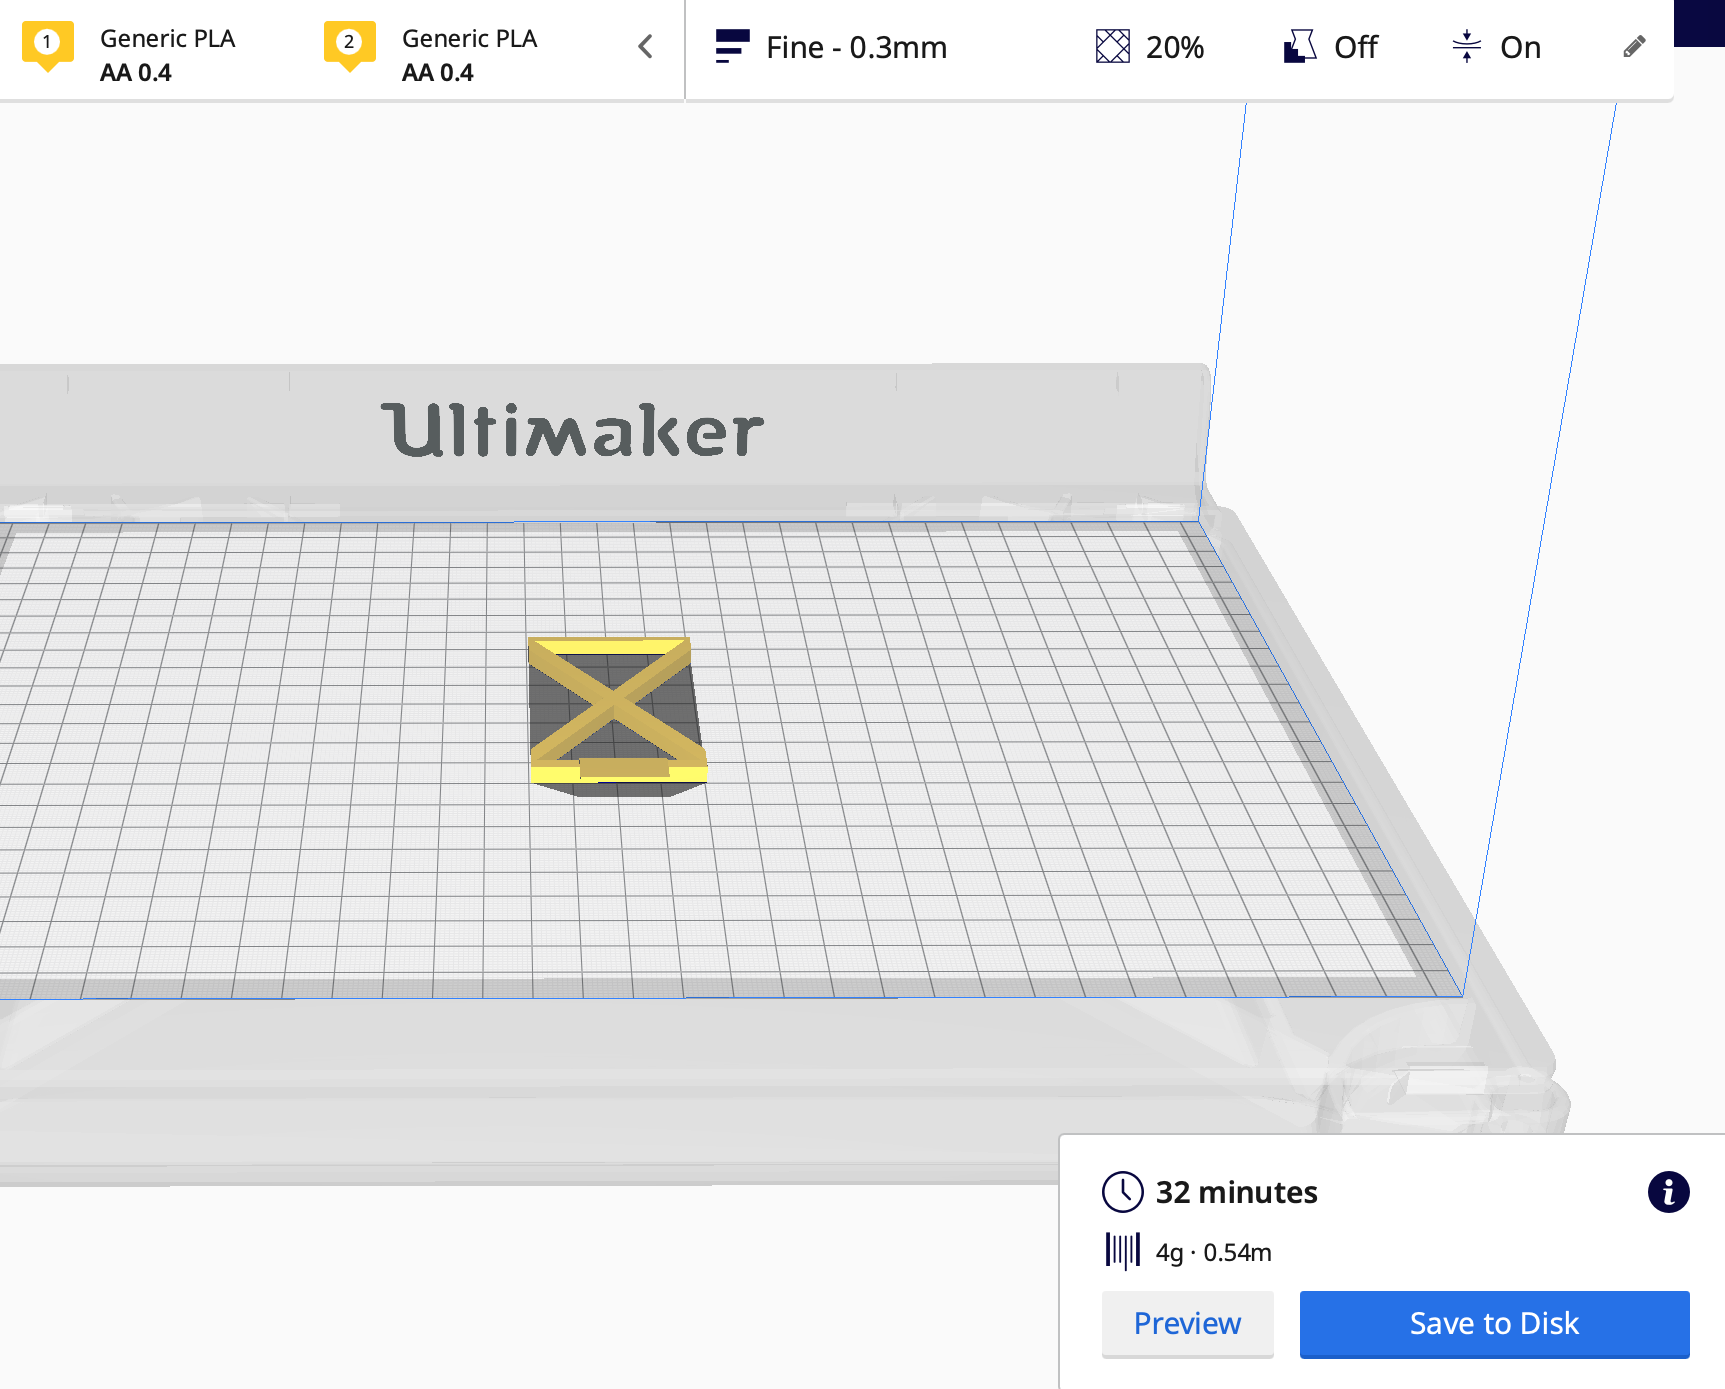 1 Generic PLA AA 0.4
2 Generic PLA AA 0.4
Fine - 0.3mm 20% Off On
Ultimaker
32 minutes
4g · 0.54m
Preview Save to Disk